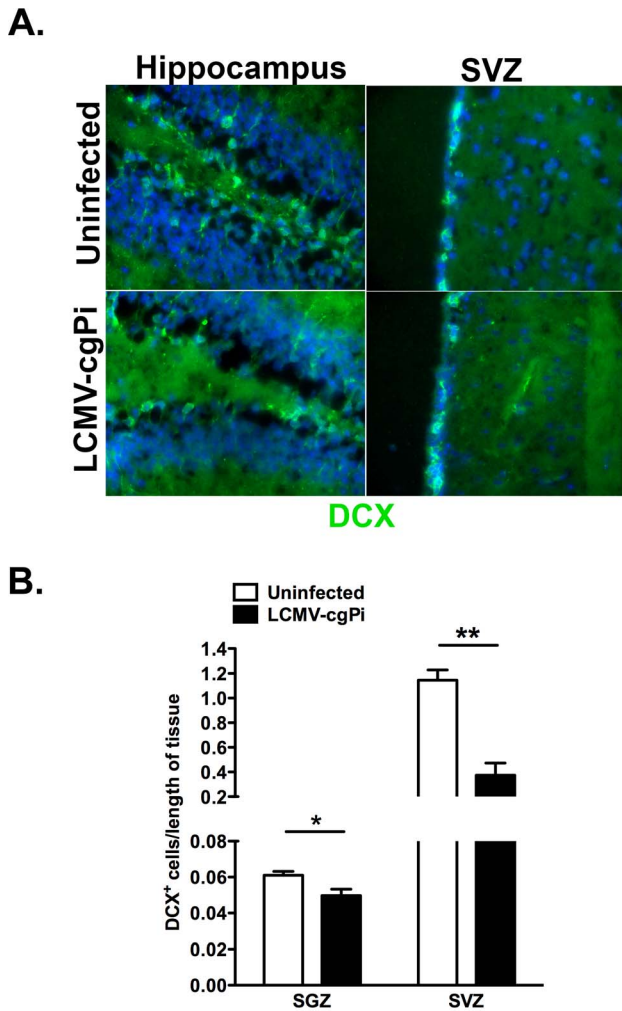 A.
Hippocampus SVZ
Uninfected
LCMV-cgPi
DCX
B.
Uninfected
LCMV-cgPi
DCX+ cells/length of tissue
1.4
1.2
1.0
0.8
0.6
0.4
0.2
0.08
0.06
0.04
0.02
0.00
*
**
SGZ SVZ